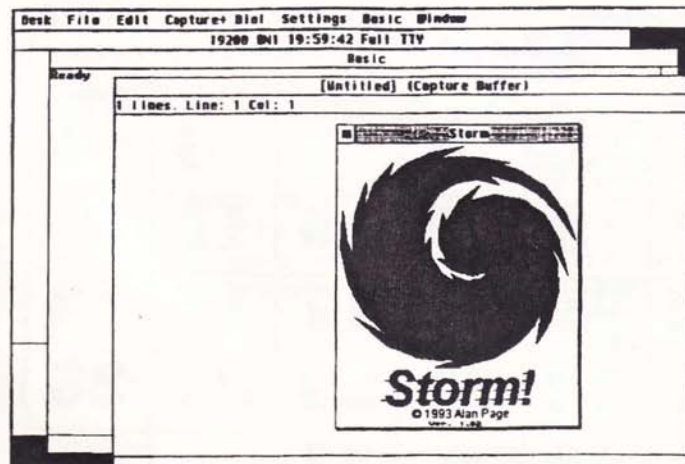 Desk File Edit Capture+ Dial Settings Basic Window
19200 8N1 19:59:42 Full TTY
Basic
Ready
[Untitled] (Capture Buffer)
1 lines. Line: 1 Col: 1
Storm
Storm!
©1993 Alan Page